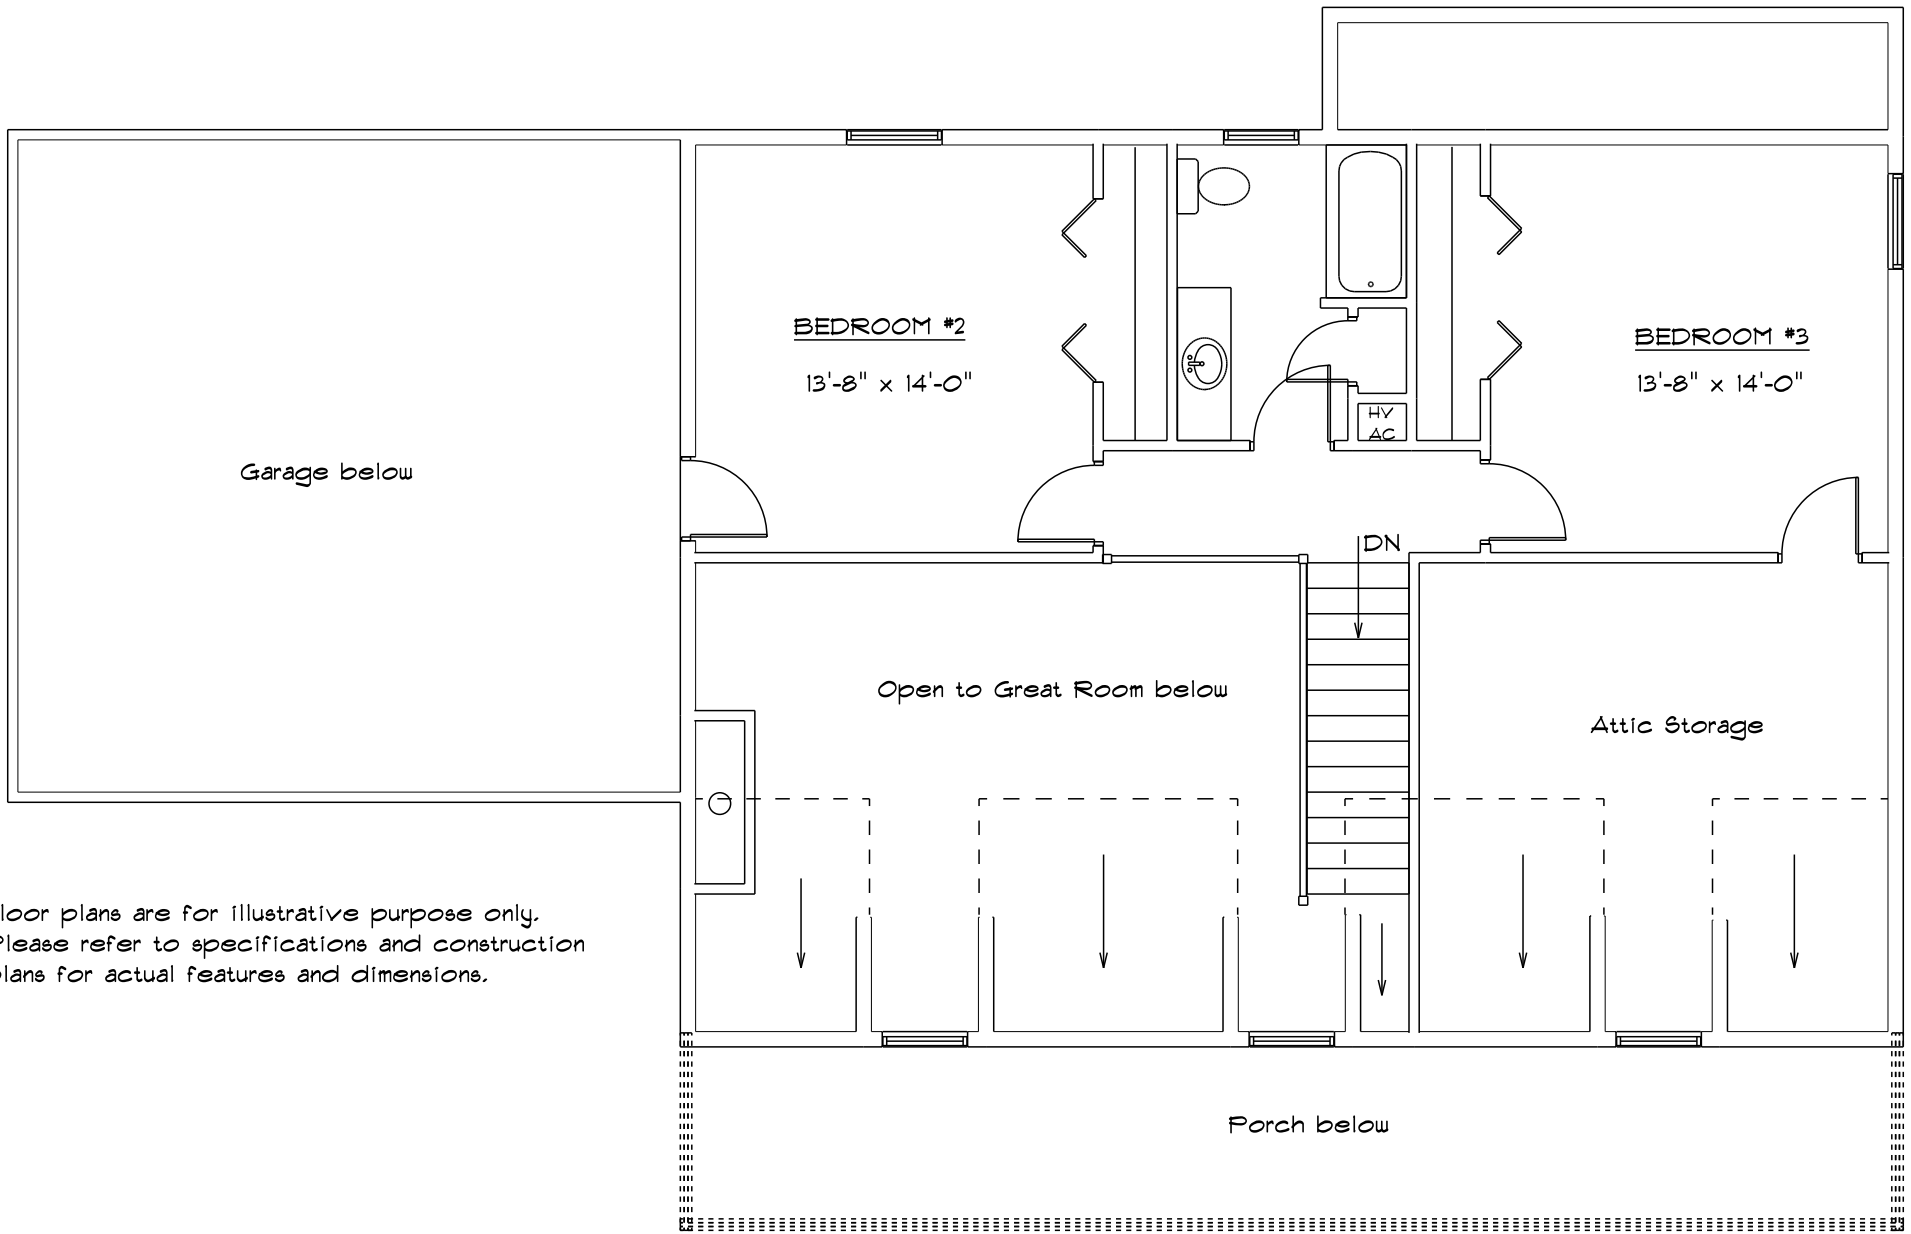 BEDROOM #2
13'-8" x 14'-0"
BEDROOM #3
13'-8" x 14'-0"
HV
AC
Garage below
DN
Open to Great Room below
Attic Storage
loor plans are for illustrative purpose only.
Please refer to specifications and construction
plans for actual features and dimensions.
Porch below